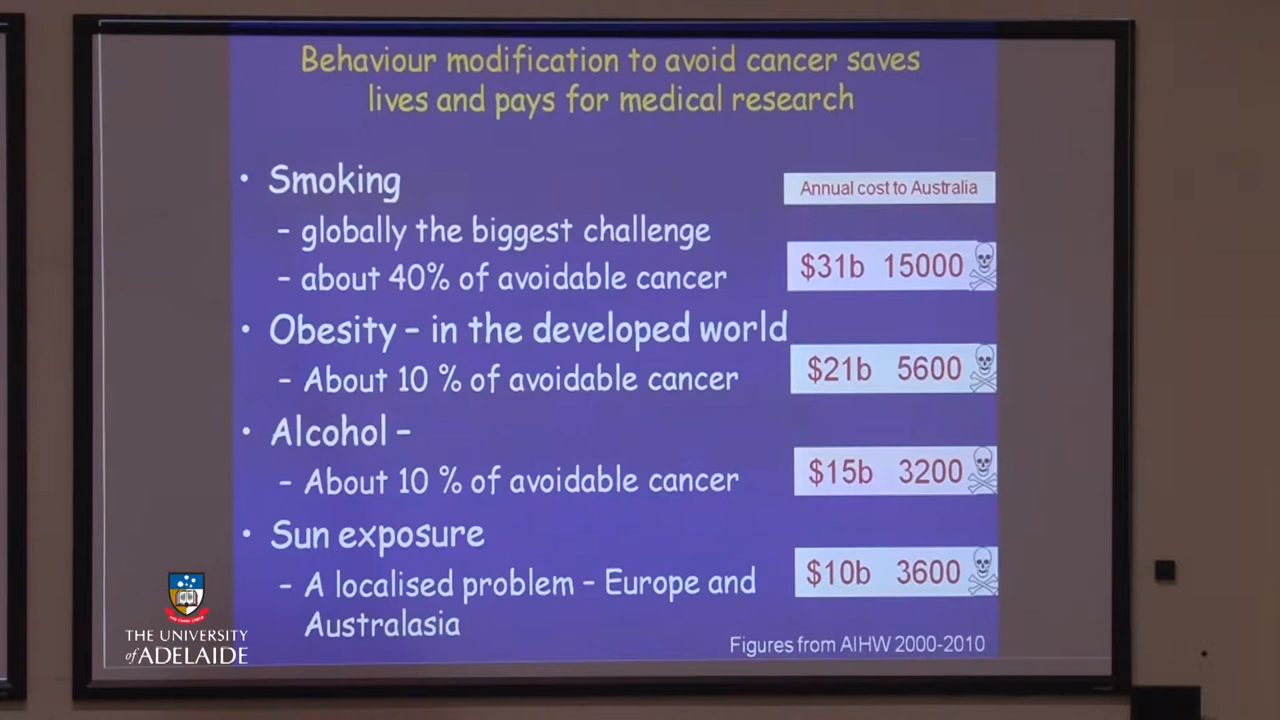 Behaviour modification to avoid cancer saves
lives and pays for medical research
• Smoking
Annual cost to Australia
– globally the biggest challenge
– about 40% of avoidable cancer
$31b 15000
• Obesity – in the developed world
– About 10 % of avoidable cancer
$21b 5600
• Alcohol –
– About 10 % of avoidable cancer
$15b 3200
• Sun exposure
– A localised problem – Europe and
Australasia
$10b 3600
Figures from AIHW 2000-2010
THE UNIVERSITY
of ADELAIDE